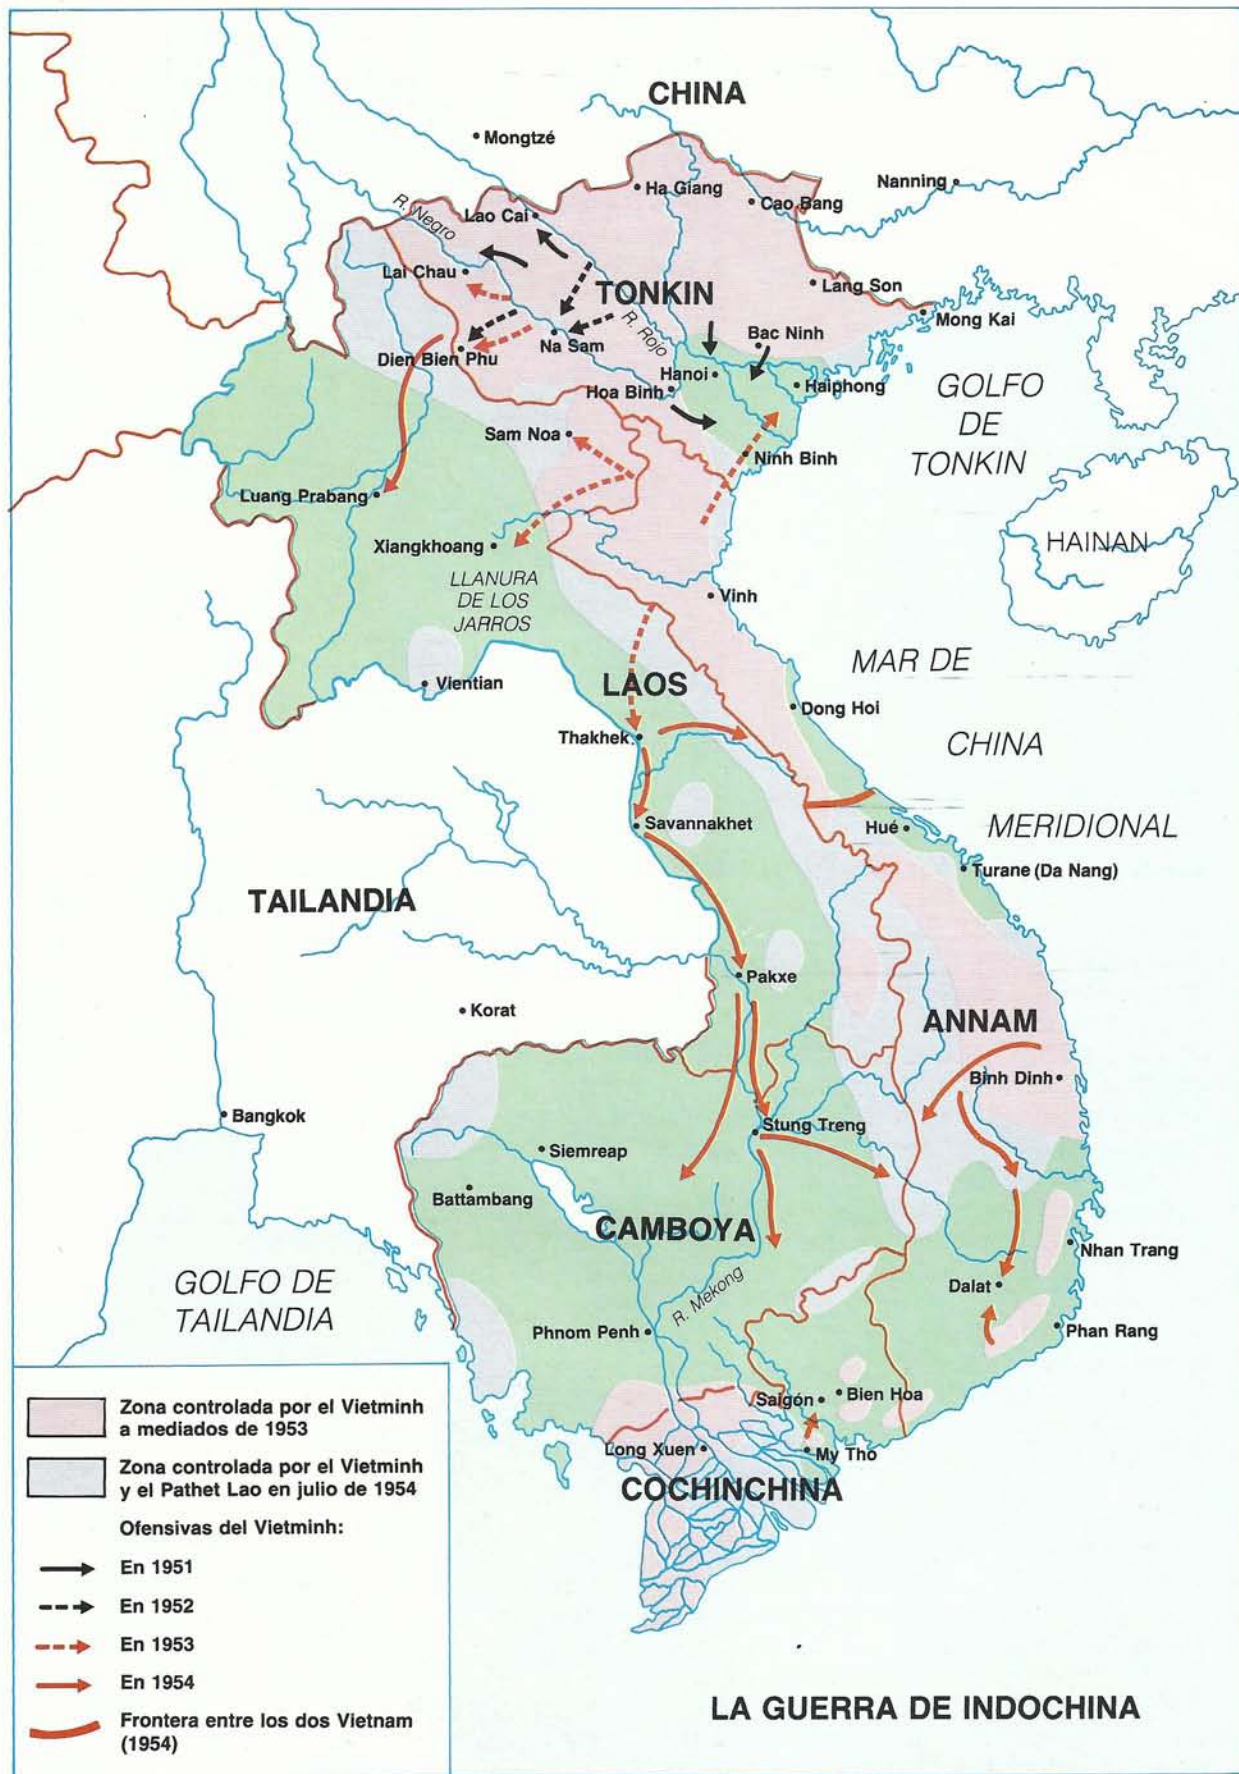 CHINA
Mongtzé
Ha Giang
Nanning
Cao Bang
R. Negro
Lao Cai
Lai Chau
Lang Son
TONKIN
Mong Kai
R. Rojo
Bac Ninh
Na Sam
Dien Bien Phu
Hanoi
Haiphong
Hoa Binh
GOLFO
DE
TONKIN
Sam Noa
Ninh Binh
Luang Prabang
Xiangkhoang
HAINAN
LLANURA
DE LOS
JARROS
Vinh
MAR DE
CHINA
MERIDIONAL
Vientian
LAOS
Dong Hoi
Thakhek
Savannakhet
Hué
Turane (Da Nang)
TAILANDIA
Pakxe
Korat
ANNAM
Binh Dinh
Bangkok
Stung Treng
Siemreap
Battambang
CAMBOYA
Nhan Trang
GOLFO DE
TAILANDIA
Dalat
R. Mekong
Phnom Penh
Phan Rang
Saigón
Bien Hoa
Long Xuen
My Tho
COCHINCHINA
Zona controlada por el Vietminh
a mediados de 1953
Zona controlada por el Vietminh
y el Pathet Lao en julio de 1954
Ofensivas del Vietminh:
En 1951
En 1952
En 1953
En 1954
Frontera entre los dos Vietnam
(1954)
LA GUERRA DE INDOCHINA